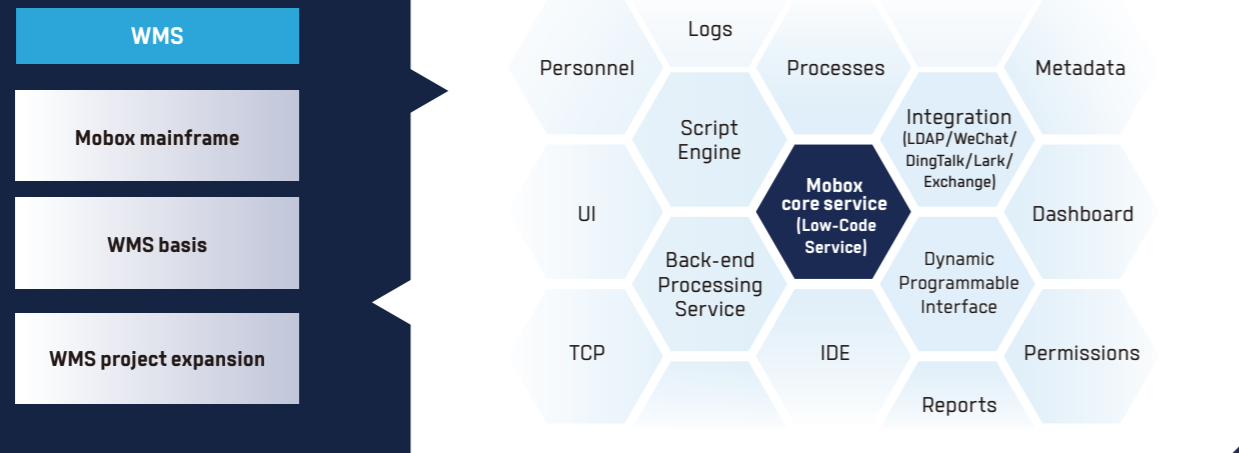 WMS
Mobox mainframe
WMS basis
WMS project expansion
Logs
Personnel
Processes
Metadata
Script
Engine
Integration
(LDAP/WeChat/
DingTalk/Lark/
Exchange)
UI
Mobox
core service
(Low-Code
Service)
Dashboard
Back-end
Processing
Service
Dynamic
Programmable
Interface
TCP
IDE
Permissions
Reports